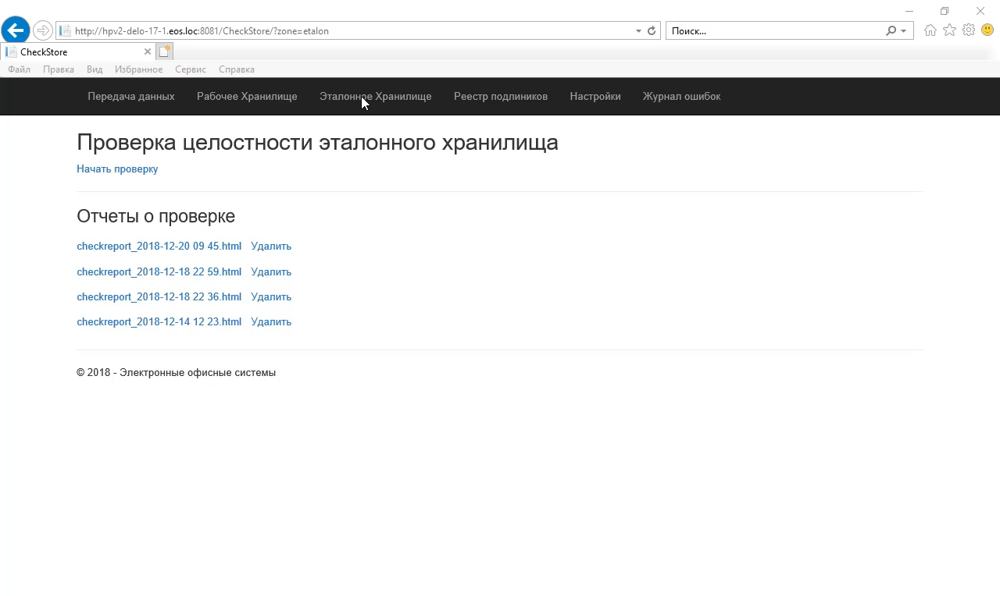 http://hpv2-delo-17-1.eos.loc:8081/CheckStore/?zone=etalon
Поиск...
CheckStore
Файл Правка Вид Избранное Сервис Справка
Передача данных Рабочее Хранилище Эталонное Хранилище Реестр подлиников Настройки Журнал ошибок
Проверка целостности эталонного хранилища
Начать проверку
Отчеты о проверке
checkreport_2018-12-20 09 45.html Удалить
checkreport_2018-12-18 22 59.html Удалить
checkreport_2018-12-18 22 36.html Удалить
checkreport_2018-12-14 12 23.html Удалить
© 2018 - Электронные офисные системы